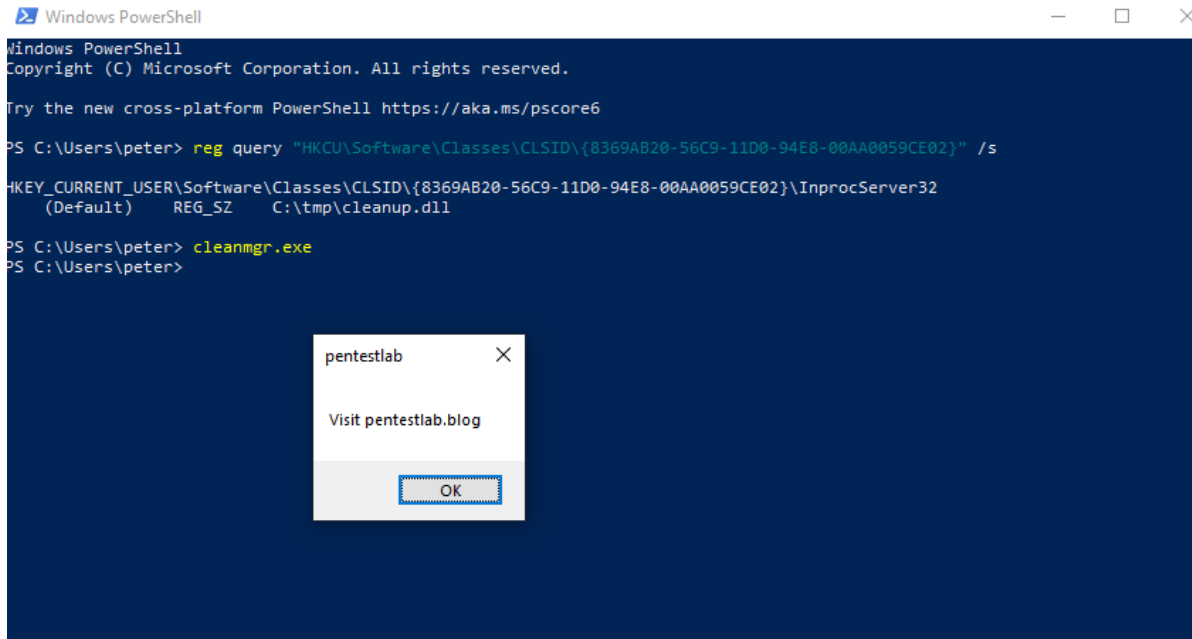 Windows PowerShell
Windows PowerShell
Copyright (C) Microsoft Corporation. All rights reserved.
Try the new cross-platform PowerShell https://aka.ms/pscore6
PS C:\Users\peter> reg query "HKCU\Software\Classes\CLSID\{8369AB20-56C9-11D0-94E8-00AA0059CE02}" /s
HKEY_CURRENT_USER\Software\Classes\CLSID\{8369AB20-56C9-11D0-94E8-00AA0059CE02}\InprocServer32
(Default)    REG_SZ    C:\tmp\cleanup.dll
PS C:\Users\peter> cleanmgr.exe
PS C:\Users\peter>
pentestlab
Visit pentestlab.blog
OK